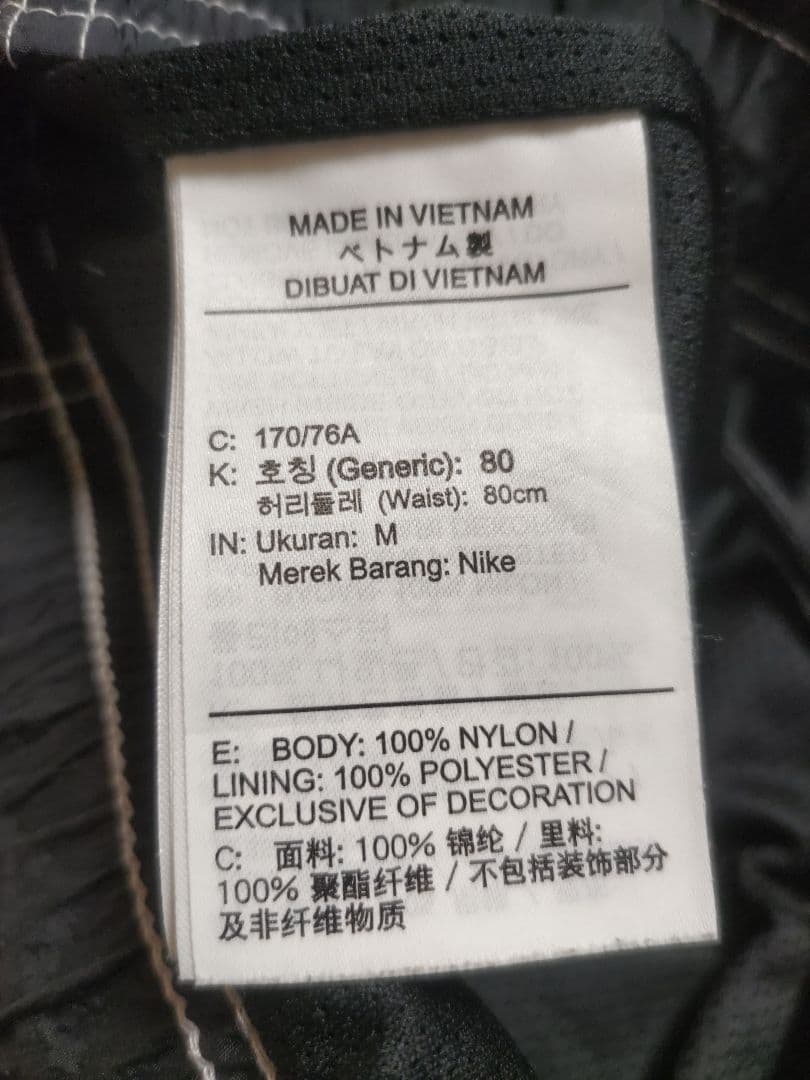 MADE IN VIETNAM
ベトナム製
DIBUAT DI VIETNAM
C: 170/76A
K: 호칭 (Generic): 80
허리둘레 (Waist): 80cm
IN: Ukuran: M
Merek Barang: Nike
E: BODY: 100% NYLON /
LINING: 100% POLYESTER /
EXCLUSIVE OF DECORATION
C: 面料: 100% 锦纶 / 里料:
100% 聚酯纤维 / 不包括装饰部分
及非纤维物质